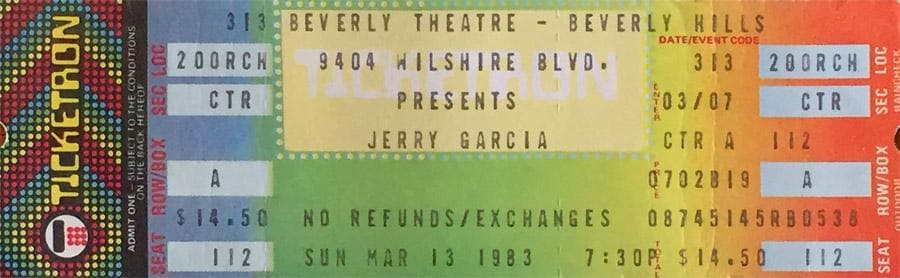 TICKETRON
ADMIT ONE - SUBJECT TO THE CONDITIONS
ON THE BACK HEREOF
313 BEVERLY THEATRE - BEVERLY HILLS
DATE/EVENT CODE
LOC 200RCH 9404 WILSHIRE BLVD. 313 200RCH LOC
TICKETRON
SEC CTR PRESENTS 03/07 CTR SEC
JERRY GARCIA CTR A 112
ROW/BOX A 0702819 A ROW/BOX
$14.50 NO REFUNDS/EXCHANGES 08745145RB0538
SEAT 112 SUN MAR 13 1983 7:30P $14.50 112 SEAT
RAINCHECK